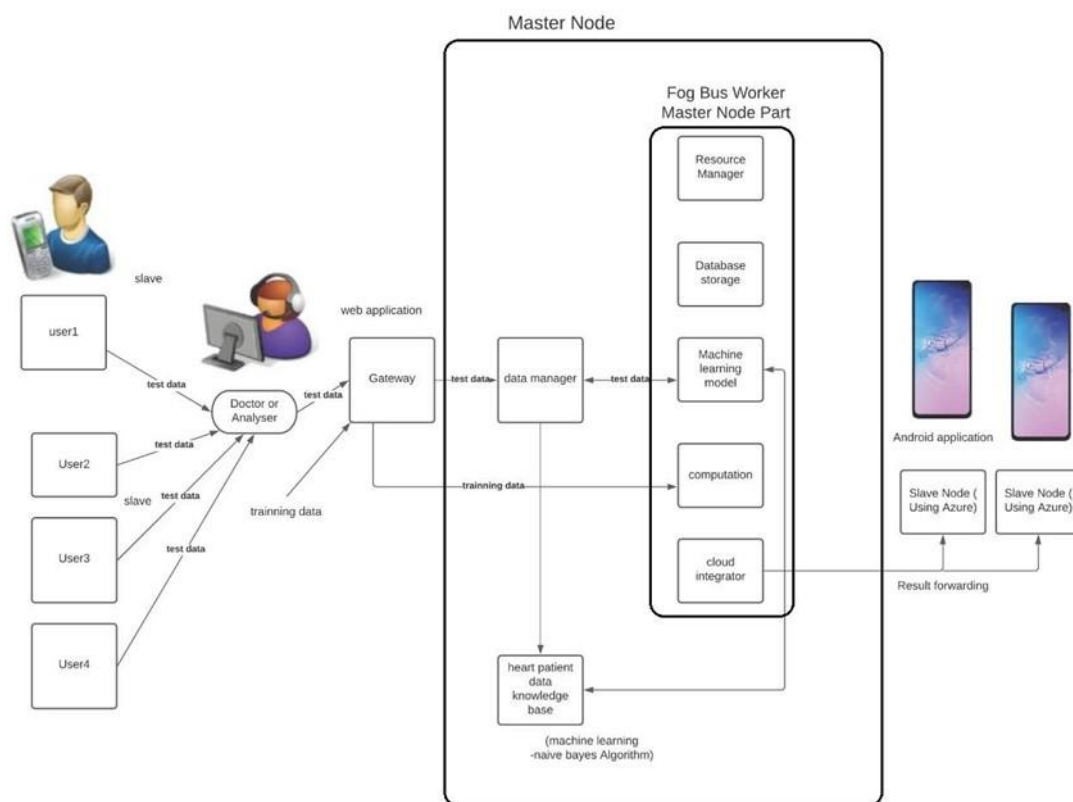 Master Node
Fog Bus Worker
Master Node Part
Resource
Manager
Database
storage
slave
user1
web application
Gateway
test data
data manager
test data
Machine
learning
model
test data
Doctor or
Analyser
test data
Android application
User2
test data
slave
test data
trainning data
trainning data
computation
Slave Node (
Using Azure)
Slave Node (
Using Azure)
User3
test data
cloud
integrator
Result forwarding
User4
heart patient
data
knowledge
base
(machine learning
-naive bayes Algorithm)